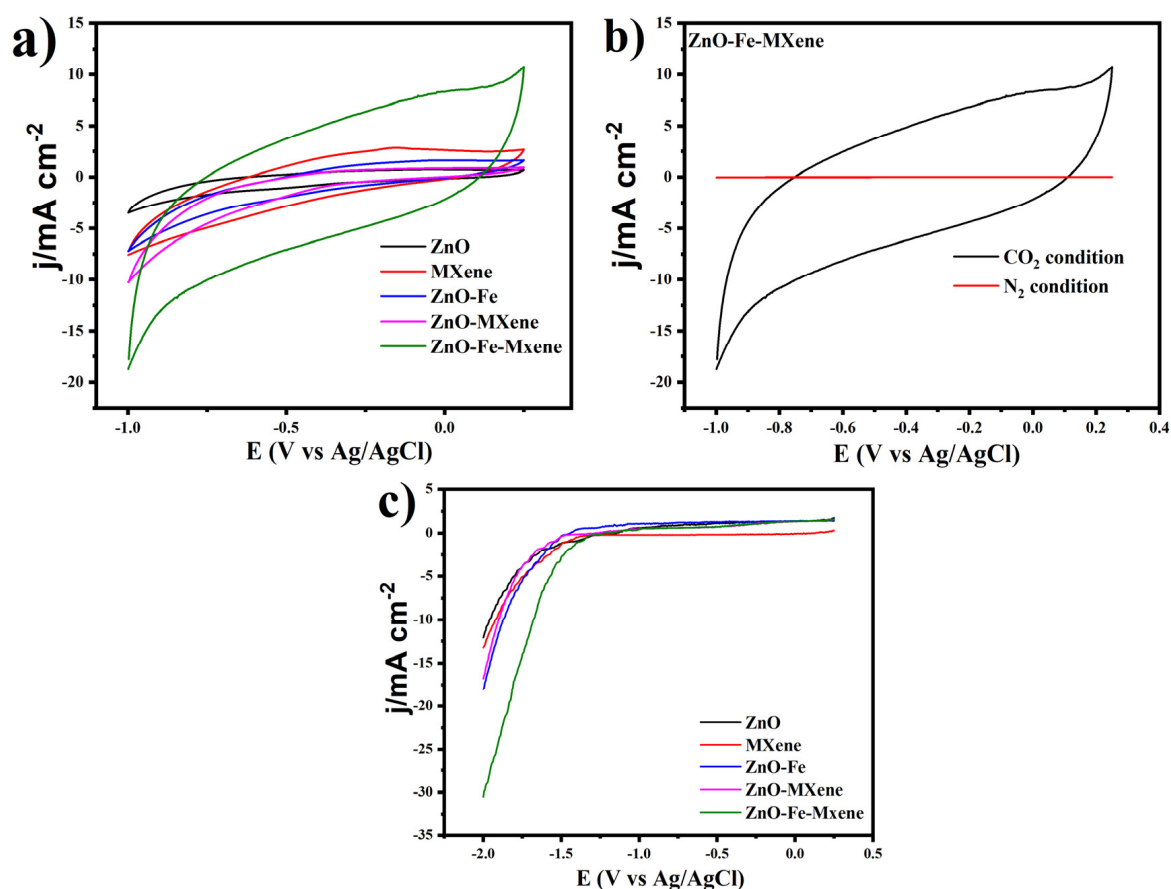 a)
15
10
5
0
-5
-10
-15
-20
j/mA cm-2
-1.0
-0.5
0.0
E (V vs Ag/AgCl)
ZnO
MXene
ZnO-Fe
ZnO-MXene
ZnO-Fe-Mxene
b)
ZnO-Fe-MXene
15
10
5
0
-5
-10
-15
-20
j/mA cm-2
CO2 condition
N2 condition
-1.0
-0.8
-0.6
-0.4
-0.2
0.0
0.2
0.4
E (V vs Ag/AgCl)
c)
5
0
-5
-10
-15
-20
-25
-30
-35
j/mA cm-2
ZnO
MXene
ZnO-Fe
ZnO-MXene
ZnO-Fe-Mxene
-2.0
-1.5
-1.0
-0.5
0.0
0.5
E (V vs Ag/AgCl)